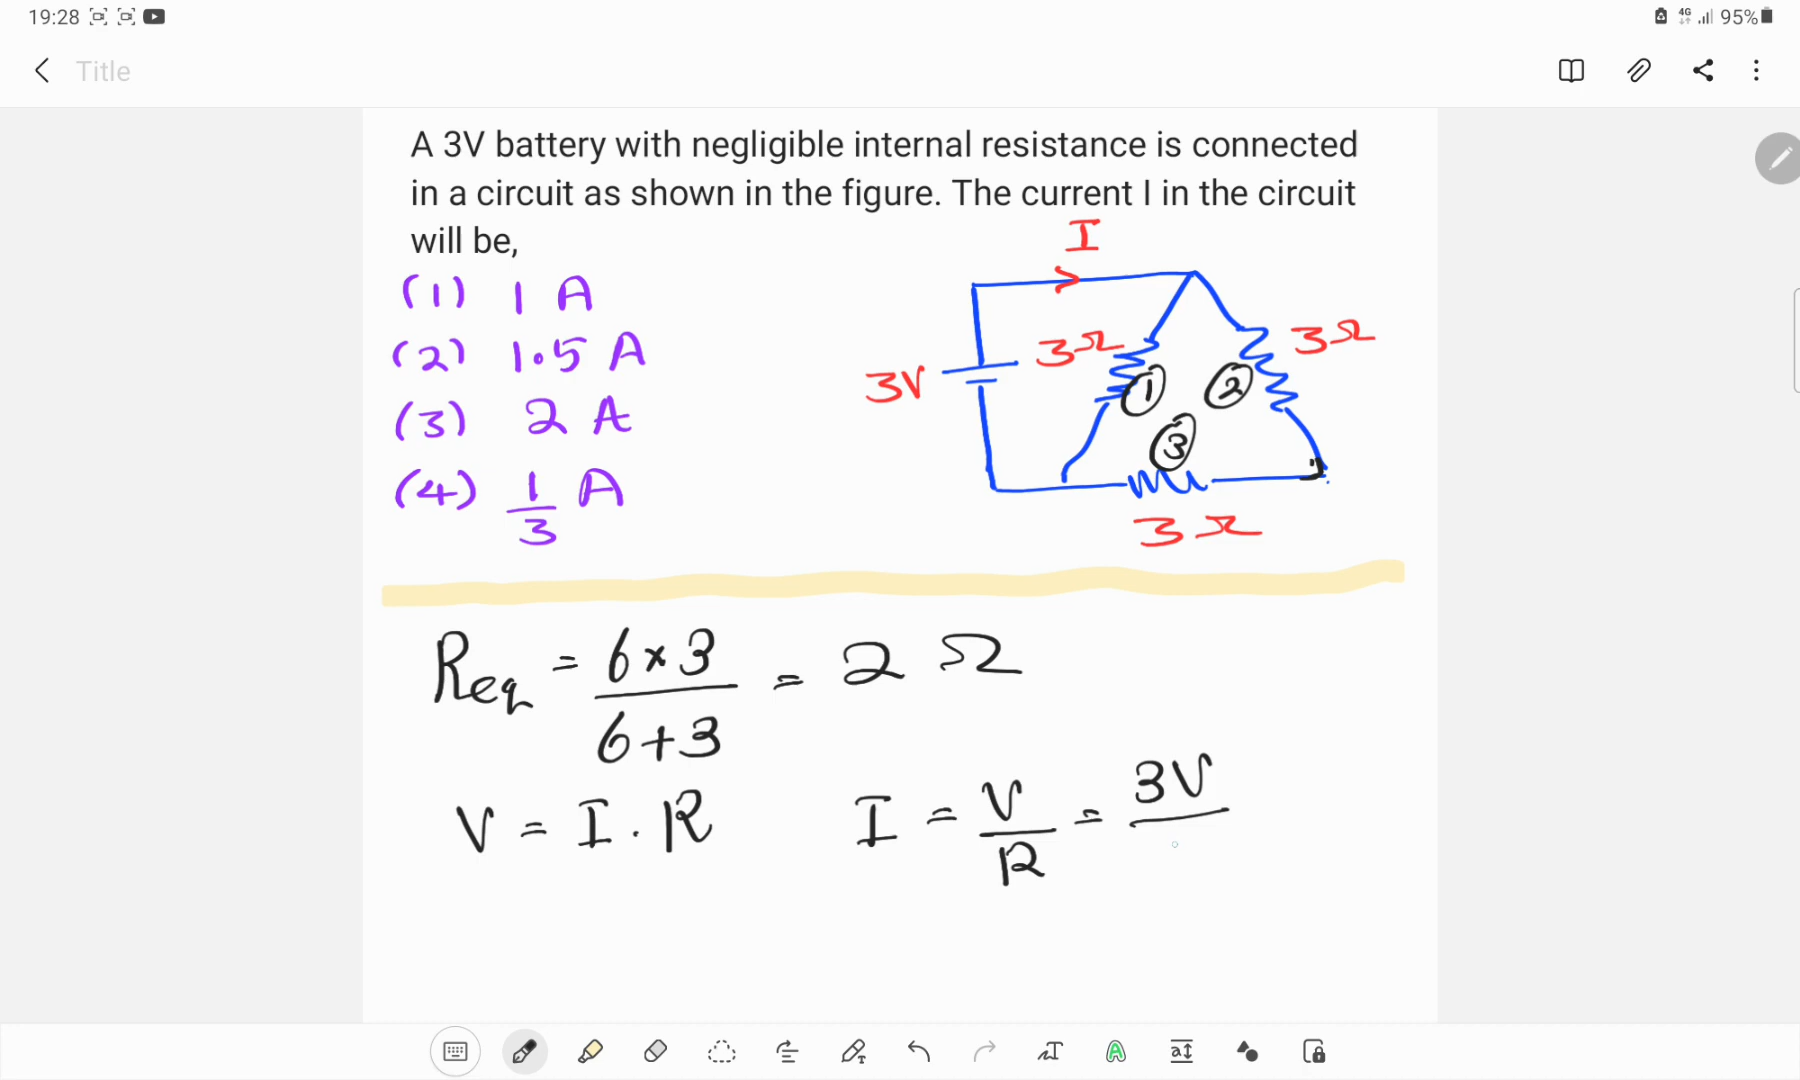 19:28
4G
95%
Title
A 3V battery with negligible internal resistance is connected
in a circuit as shown in the figure. The current I in the circuit
will be,
I
(1) 1 A
(2) 1.5 A
(3) 2 A
(4) 1/3 A
3V
3Ω
3Ω
1
2
3
3Ω
Req = 6×3 / 6+3 = 2 Ω
V = I . R
I = V/R = 3V